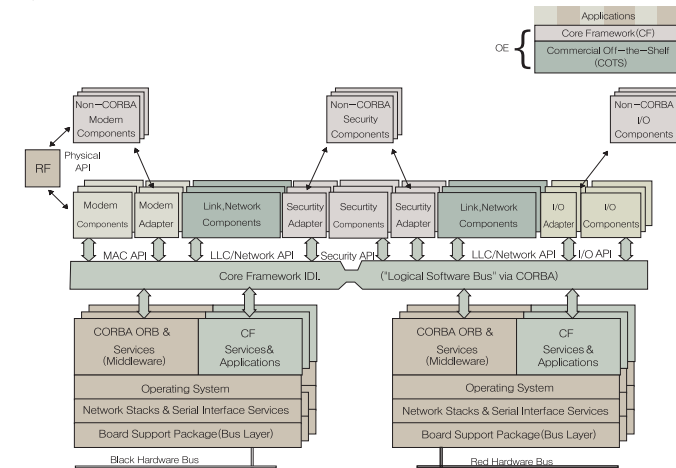 Applications
Core Framework(CF)
OE
Commercial Off-the-Shelf
(COTS)
Non-CORBA
Modem
Components
Non-CORBA
Security
Components
Non-CORBA
I/O
Components
RF
Physical
API
Modem
Components
Modem
Adapter
Link,Network
Components
Securtity
Adapter
Securtity
Components
Securtity
Adapter
Link,Network
Components
I/O
Adapter
I/O
Components
MAC API
LLC/Network API
Security API
LLC/Network API
I/O API
Core Framework IDI.
("Logical Software Bus" via CORBA)
CORBA ORB &
Services
(Middleware)
CF
Services&
Applications
Operating System
Network Stacks & Serial Interface Services
Board Support Package(Bus Layer)
CORBA ORB &
Services
(Middleware)
CF
Services &
Applications
Operating System
Network Stacks & Serial Interface Services
Board Support Package(Bus Layer)
Black Hardware Bus
Red Hardware Bus